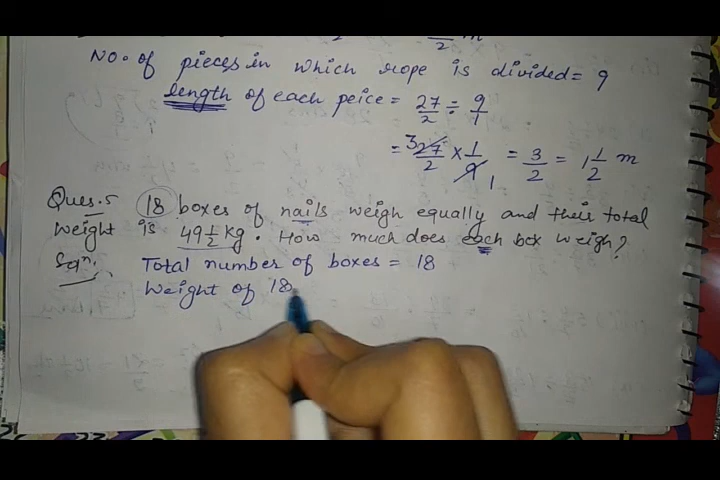 2 m
No. of pieces in which rope is divided = 9
length of each peice = 27/2 ÷ 9/1
= 3 27/2 × 1/9 1 = 3/2 = 1 1/2 m
Ques.5 18 boxes of nails weigh equally and their total
weight is 49 1/2 kg. How much does each box weigh?
Solⁿ. Total number of boxes = 18
Weight of 18